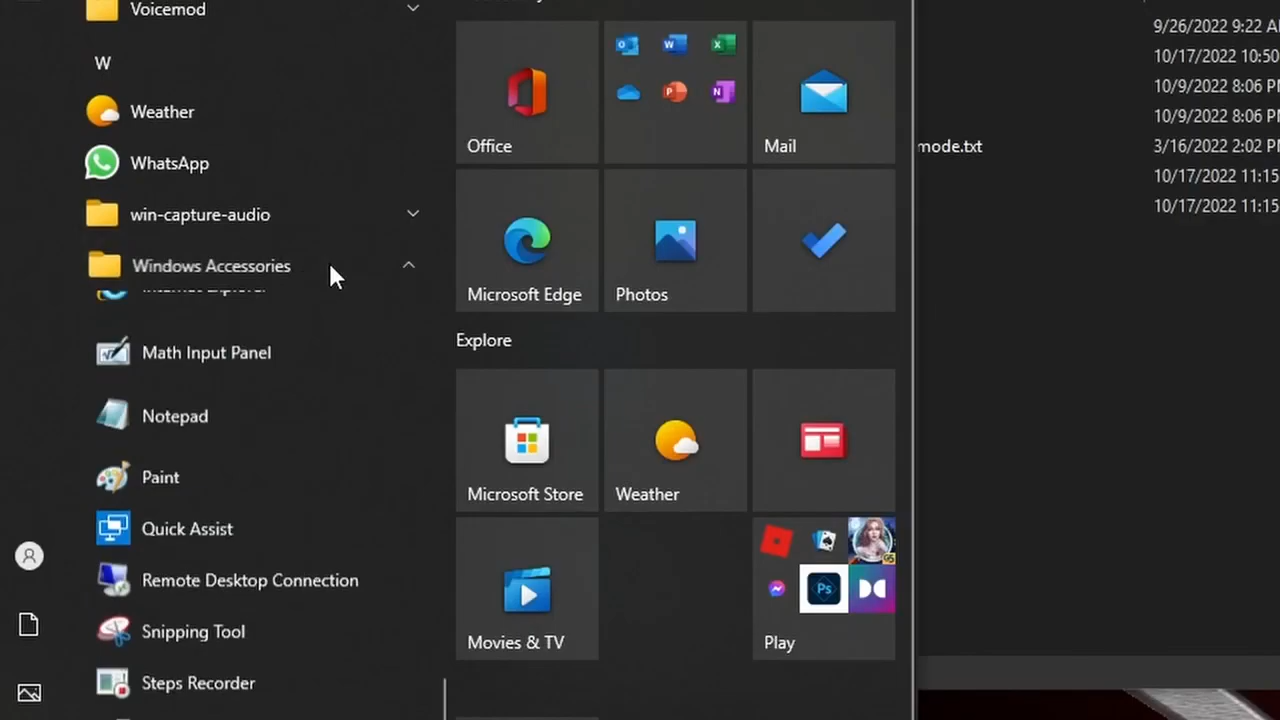 Voicemod
W
Weather
WhatsApp
win-capture-audio
Windows Accessories
Internet Explorer
Math Input Panel
Notepad
Paint
Quick Assist
Remote Desktop Connection
Snipping Tool
Steps Recorder
Office
Mail
Microsoft Edge
Photos
Explore
Microsoft Store
Weather
Movies & TV
Play
Ps
mode.txt
9/26/2022 9:22 A
10/17/2022 10:50
10/9/2022 8:06 P
10/9/2022 8:06 P
3/16/2022 2:02 P
10/17/2022 11:15
10/17/2022 11:15